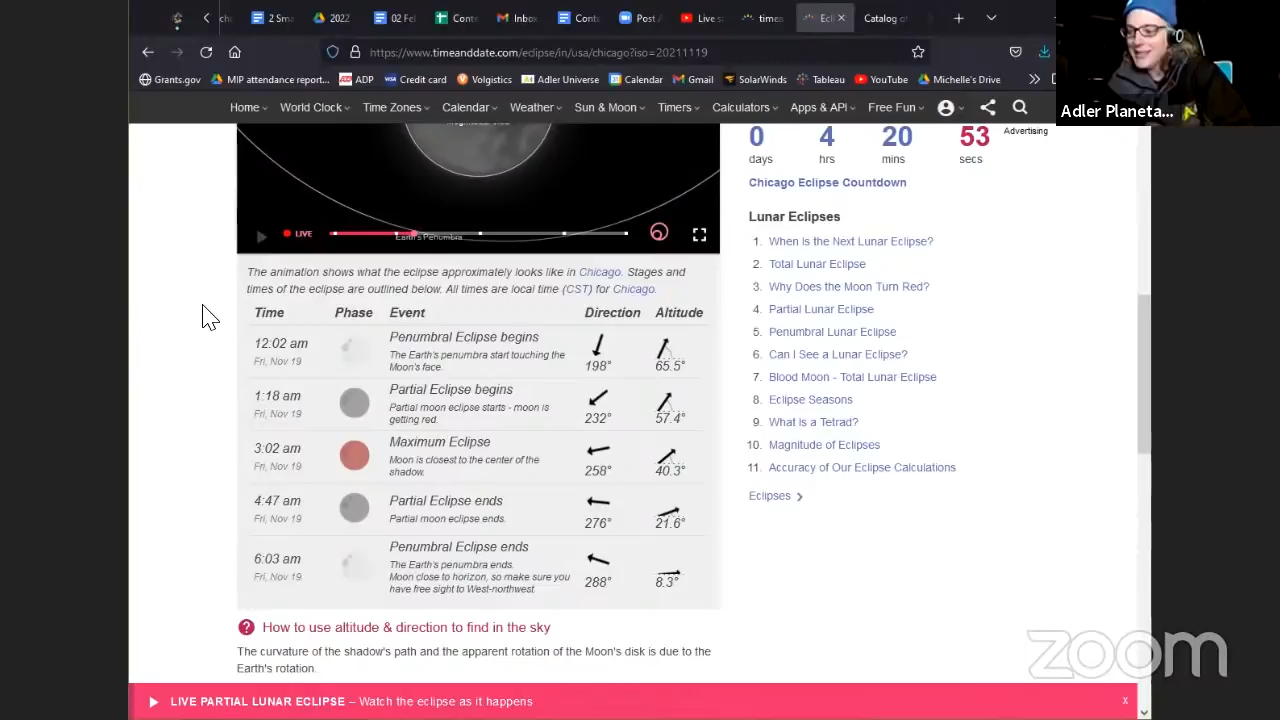 2 Sma
2022
02 Fel
Conte
Inbox
Conte
Post A
Live s
timea
Ecli
Catalog of
https://www.timeanddate.com/eclipse/in/usa/chicago?iso=20211119
Grants.gov
MIP attendance report...
ADP
Credit card
Volgistics
Adler Universe
Calendar
Gmail
SolarWinds
Tableau
YouTube
Michelle's Drive
Adler Planeta...
Home
World Clock
Time Zones
Calendar
Weather
Sun & Moon
Timers
Calculators
Apps & API
Free Fun
0 4 20 53
days hrs mins secs
Advertising
Chicago Eclipse Countdown
LIVE
Earth's Penumbra
Lunar Eclipses
1. When Is the Next Lunar Eclipse?
2. Total Lunar Eclipse
3. Why Does the Moon Turn Red?
4. Partial Lunar Eclipse
5. Penumbral Lunar Eclipse
6. Can I See a Lunar Eclipse?
7. Blood Moon - Total Lunar Eclipse
8. Eclipse Seasons
9. What Is a Tetrad?
10. Magnitude of Eclipses
11. Accuracy of Our Eclipse Calculations
Eclipses
The animation shows what the eclipse approximately looks like in Chicago. Stages and
times of the eclipse are outlined below. All times are local time (CST) for Chicago.
Time Phase Event Direction Altitude
12:02 am
Fri, Nov 19
Penumbral Eclipse begins
The Earth's penumbra start touching the
Moon's face.
198° 65.5°
1:18 am
Fri, Nov 19
Partial Eclipse begins
Partial moon eclipse starts - moon is
getting red.
232° 57.4°
3:02 am
Fri, Nov 19
Maximum Eclipse
Moon is closest to the center of the
shadow.
258° 40.3°
4:47 am
Fri, Nov 19
Partial Eclipse ends
Partial moon eclipse ends.
276° 21.6°
6:03 am
Fri, Nov 19
Penumbral Eclipse ends
The Earth's penumbra ends.
Moon close to horizon, so make sure you
have free sight to West-northwest.
288° 8.3°
How to use altitude & direction to find in the sky
The curvature of the shadow's path and the apparent rotation of the Moon's disk is due to the
Earth's rotation.
zoom
LIVE PARTIAL LUNAR ECLIPSE – Watch the eclipse as it happens
x